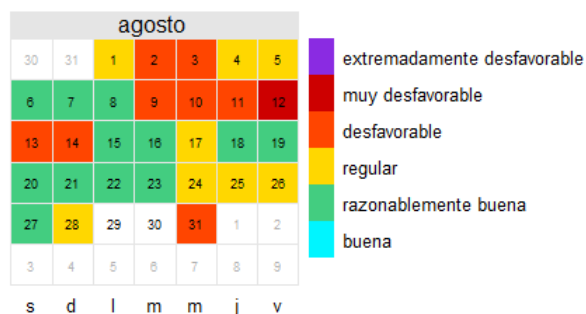 agosto
30 31 1 2 3 4 5
6 7 8 9 10 11 12
13 14 15 16 17 18 19
20 21 22 23 24 25 26
27 28 29 30 31 1 2
3 4 5 6 7 8 9
s d l m m j v
extremadamente desfavorable
muy desfavorable
desfavorable
regular
razonablemente buena
buena